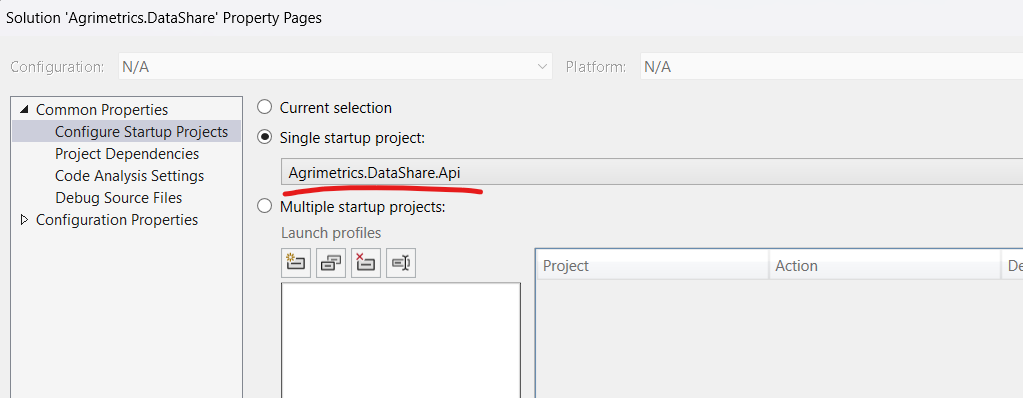 Solution 'Agrimetrics.DataShare' Property Pages
Configuration: N/A Platform: N/A
Common Properties
Configure Startup Projects
Project Dependencies
Code Analysis Settings
Debug Source Files
Configuration Properties
Current selection
Single startup project:
Agrimetrics.DataShare.Api
Multiple startup projects:
Launch profiles
Project Action De